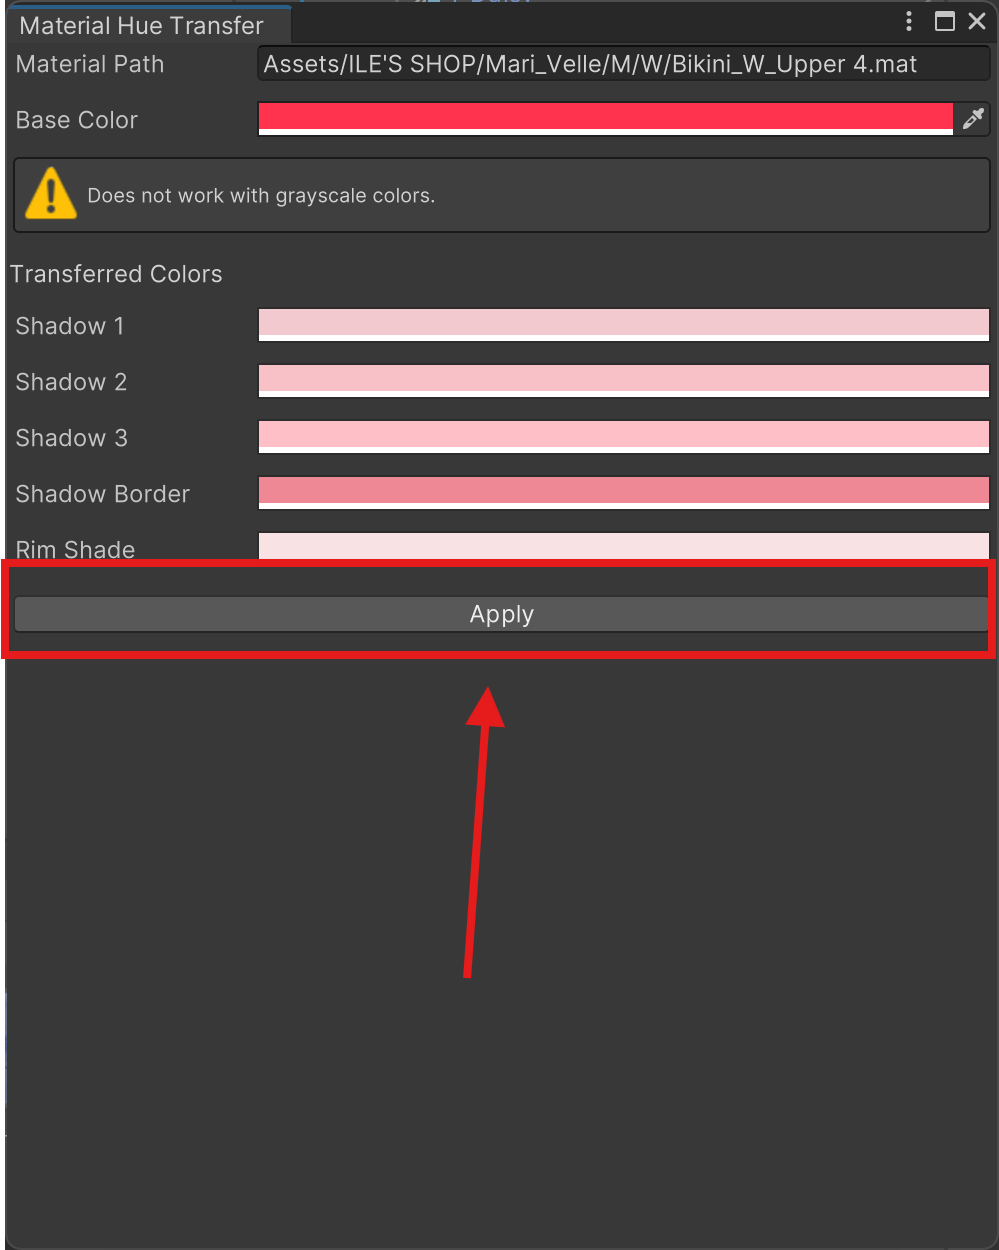 Material Hue Transfer
Material Path Assets/ILE'S SHOP/Mari_Velle/M/W/Bikini_W_Upper 4.mat
Base Color
Does not work with grayscale colors.
Transferred Colors
Shadow 1
Shadow 2
Shadow 3
Shadow Border
Rim Shade
Apply